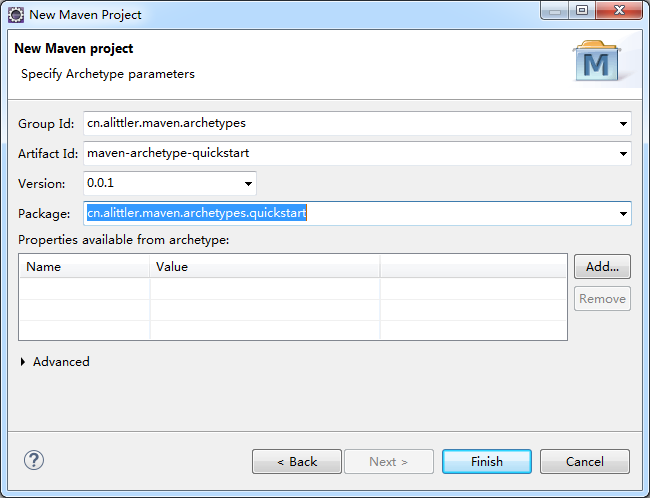 New Maven Project
New Maven project
Specify Archetype parameters
M
Group Id: cn.alittler.maven.archetypes
Artifact Id: maven-archetype-quickstart
Version: 0.0.1
Package: cn.alittler.maven.archetypes.quickstart
Properties available from archetype:
Name Value Add...
Remove
Advanced
? < Back Next > Finish Cancel